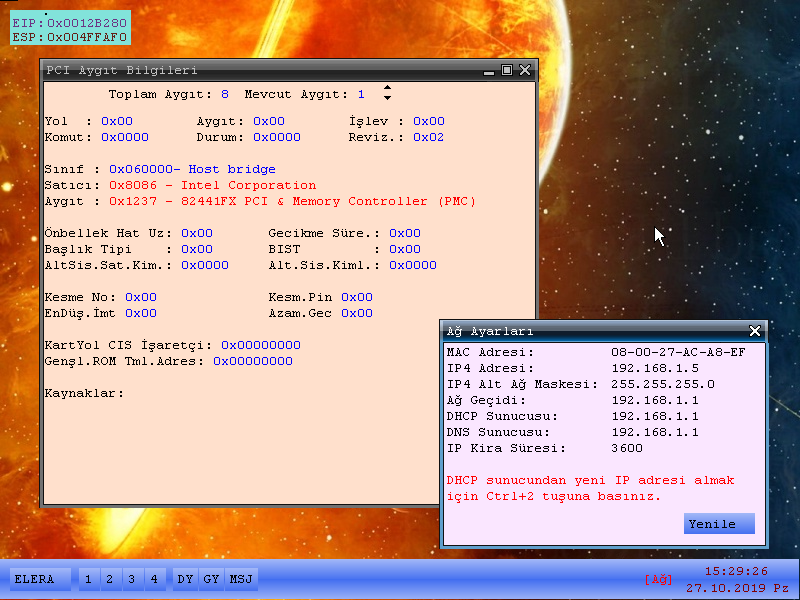 EIP:0x0012B280
ESP:0x004FFAF0
PCI Aygıt Bilgileri
Toplam Aygıt: 8 Mevcut Aygıt: 1
Yol : 0x00 Aygıt: 0x00 İşlev : 0x00
Komut: 0x0000 Durum: 0x0000 Reviz.: 0x02
Sınıf : 0x060000- Host bridge
Satıcı: 0x8086 - Intel Corporation
Aygıt : 0x1237 - 82441FX PCI & Memory Controller (PMC)
Önbellek Hat Uz: 0x00 Gecikme Süre.: 0x00
Başlık Tipi : 0x00 BIST : 0x00
AltSis.Sat.Kim.: 0x0000 Alt.Sis.Kiml.: 0x0000
Kesme No: 0x00 Kesm.Pin 0x00
EnDüş.İmt 0x00 Azam.Gec 0x00
KartYol CIS İşaretçi: 0x00000000
Genşl.ROM Tml.Adres: 0x00000000
Kaynaklar:
Ağ Ayarları
MAC Adresi: 08-00-27-AC-A8-EF
IP4 Adresi: 192.168.1.5
IP4 Alt Ağ Maskesi: 255.255.255.0
Ağ Geçidi: 192.168.1.1
DHCP Sunucusu: 192.168.1.1
DNS Sunucusu: 192.168.1.1
IP Kira Süresi: 3600
DHCP sunucundan yeni IP adresi almak
için Ctrl+2 tuşuna basınız.
Yenile
ELERA 1 2 3 4 DY GY MSJ [Ağ] 15:29:26
27.10.2019 Pz